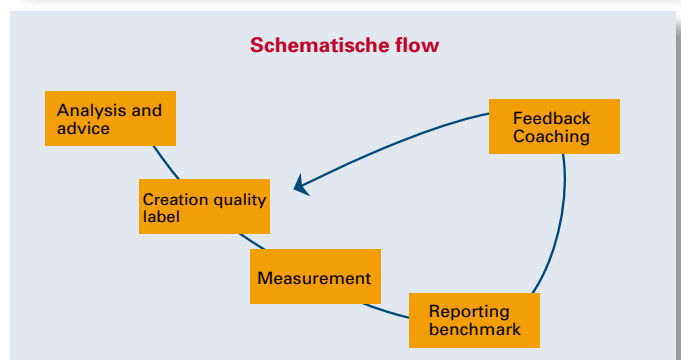 Schematische flow
Analysis and
advice
Feedback
Coaching
Creation quality
label
Measurement
Reporting
benchmark